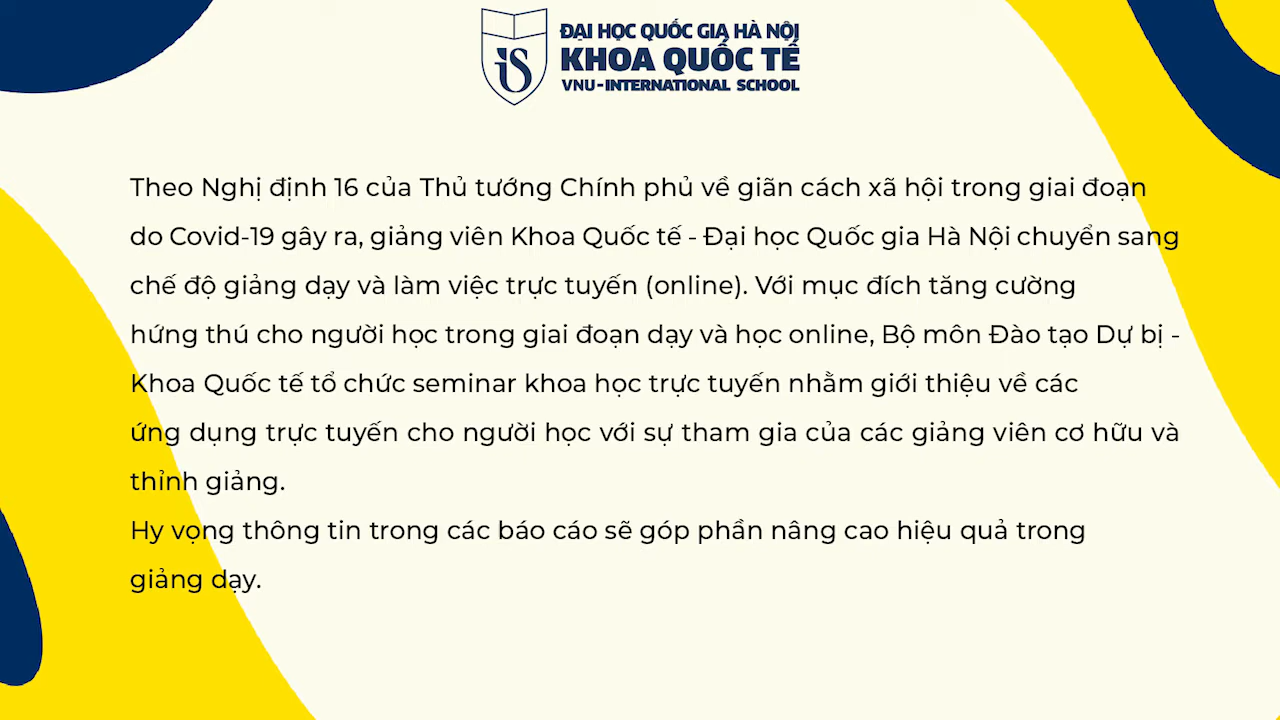 ĐẠI HỌC QUỐC GIA HÀ NỘI
KHOA QUỐC TẾ
VNU-INTERNATIONAL SCHOOL
iS
Theo Nghị định 16 của Thủ tướng Chính phủ về giãn cách xã hội trong giai đoạn
do Covid-19 gây ra, giảng viên Khoa Quốc tế - Đại học Quốc gia Hà Nội chuyển sang
chế độ giảng dạy và làm việc trực tuyến (online). Với mục đích tăng cường
hứng thú cho người học trong giai đoạn dạy và học online, Bộ môn Đào tạo Dự bị -
Khoa Quốc tế tổ chức seminar khoa học trực tuyến nhằm giới thiệu về các
ứng dụng trực tuyến cho người học với sự tham gia của các giảng viên cơ hữu và
thỉnh giảng.
Hy vọng thông tin trong các báo cáo sẽ góp phần nâng cao hiệu quả trong
giảng dạy.